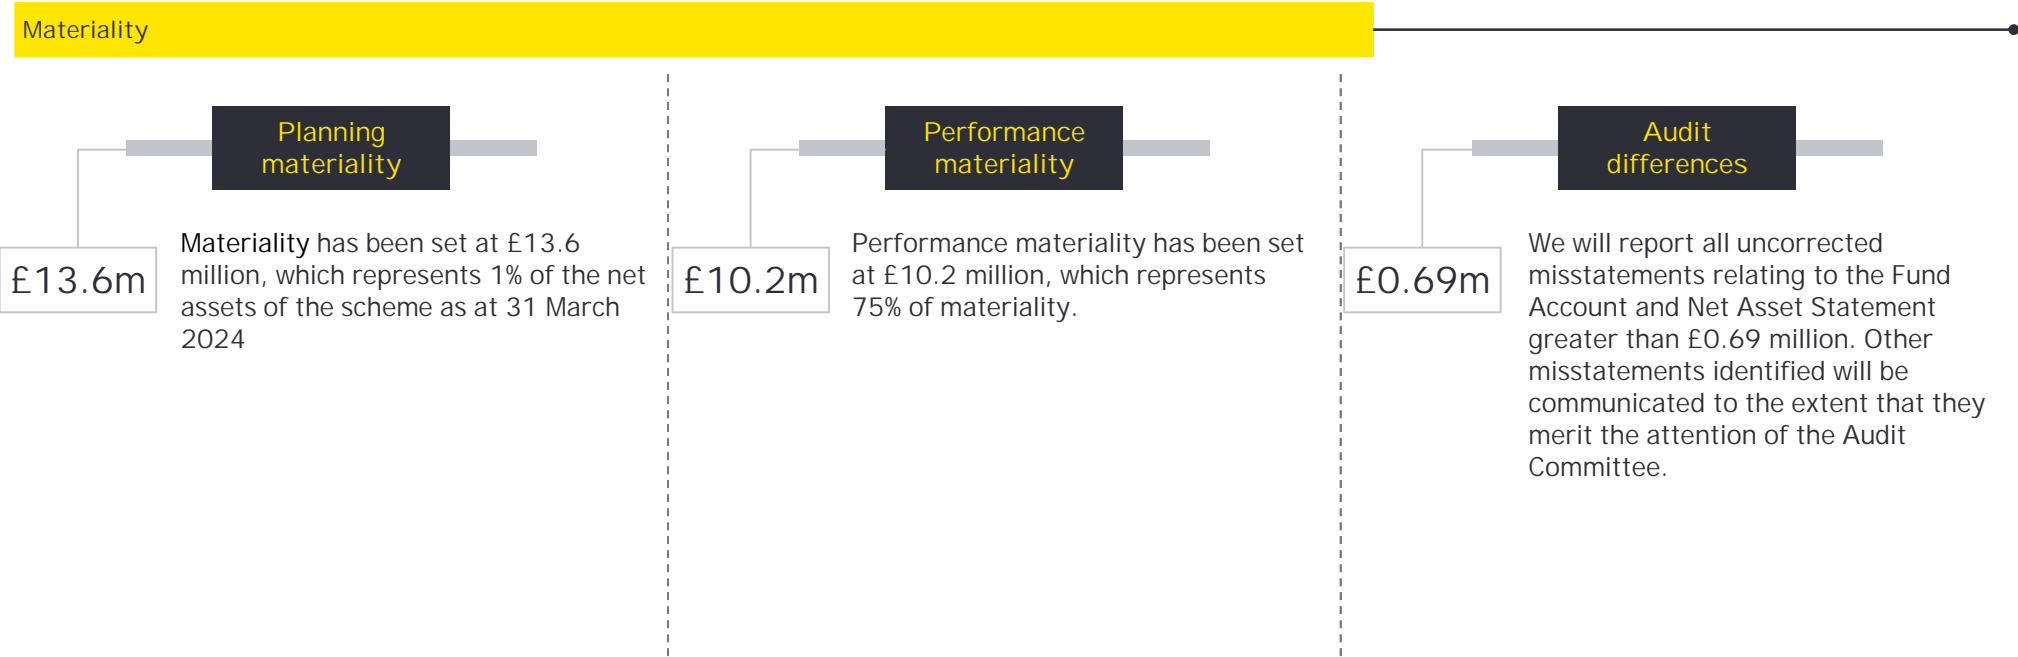 Materiality
Planning
materiality
£13.6m
Materiality has been set at £13.6
million, which represents 1% of the net
assets of the scheme as at 31 March
2024
Performance
materiality
£10.2m
Performance materiality has been set
at £10.2 million, which represents
75% of materiality.
Audit
differences
£0.69m
We will report all uncorrected
misstatements relating to the Fund
Account and Net Asset Statement
greater than £0.69 million. Other
misstatements identified will be
communicated to the extent that they
merit the attention of the Audit
Committee.